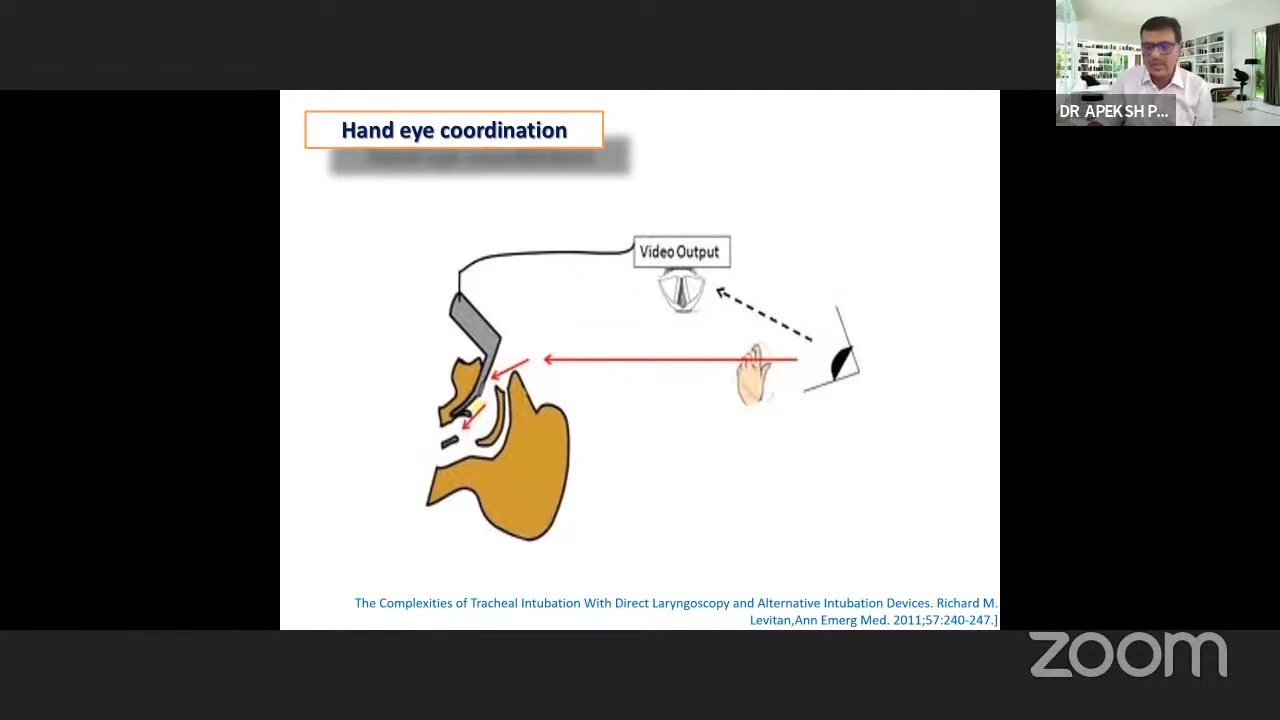 DR APEKSH P...
Hand eye coordination
Video Output
The Complexities of Tracheal Intubation With Direct Laryngoscopy and Alternative Intubation Devices. Richard M.
Levitan,Ann Emerg Med. 2011;57:240-247.]
zoom